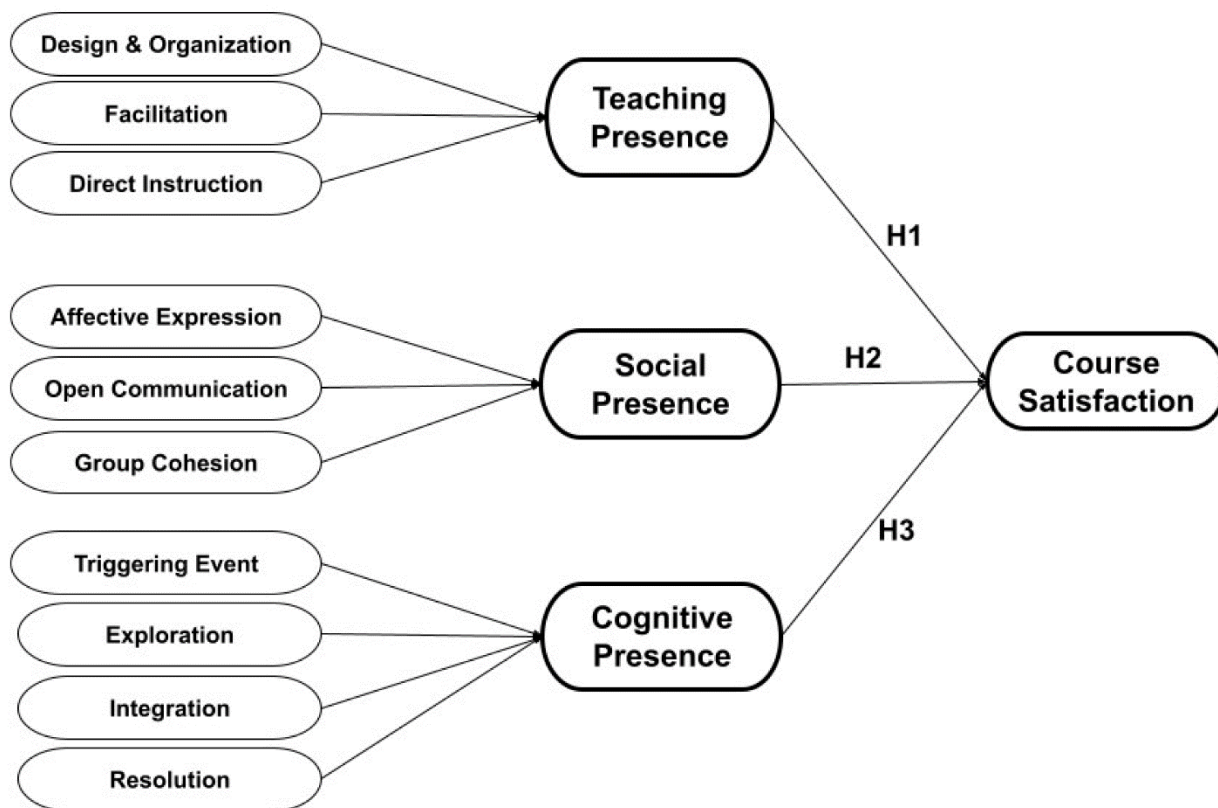 Design & Organization
Facilitation
Direct Instruction
Teaching
Presence
H1
Affective Expression
Open Communication
Group Cohesion
Social
Presence
H2
Course
Satisfaction
H3
Triggering Event
Exploration
Integration
Resolution
Cognitive
Presence